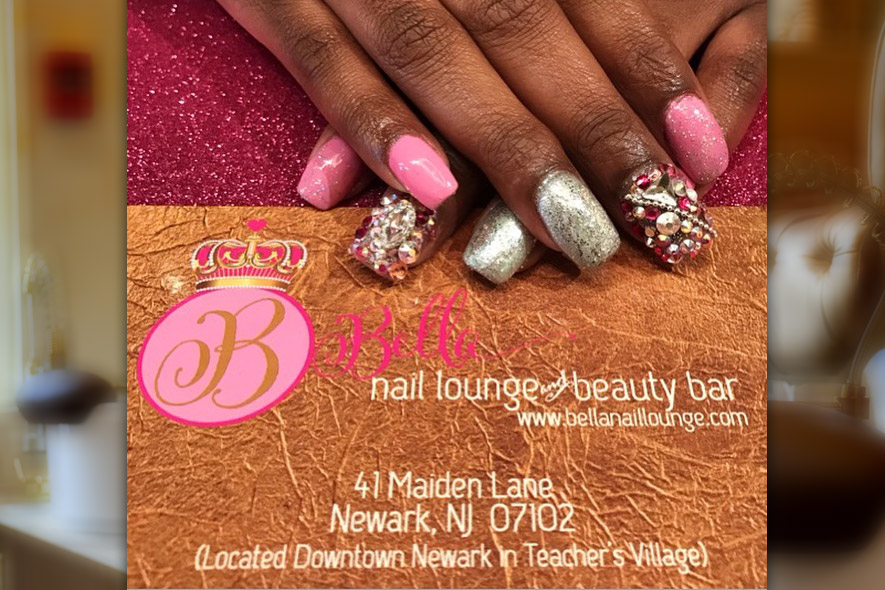 B
Bella
nail lounge and beauty bar
www.bellanaillounge.com
41 Maiden Lane
Newark, NJ 07102
(Located Downtown Newark in Teacher's Village)